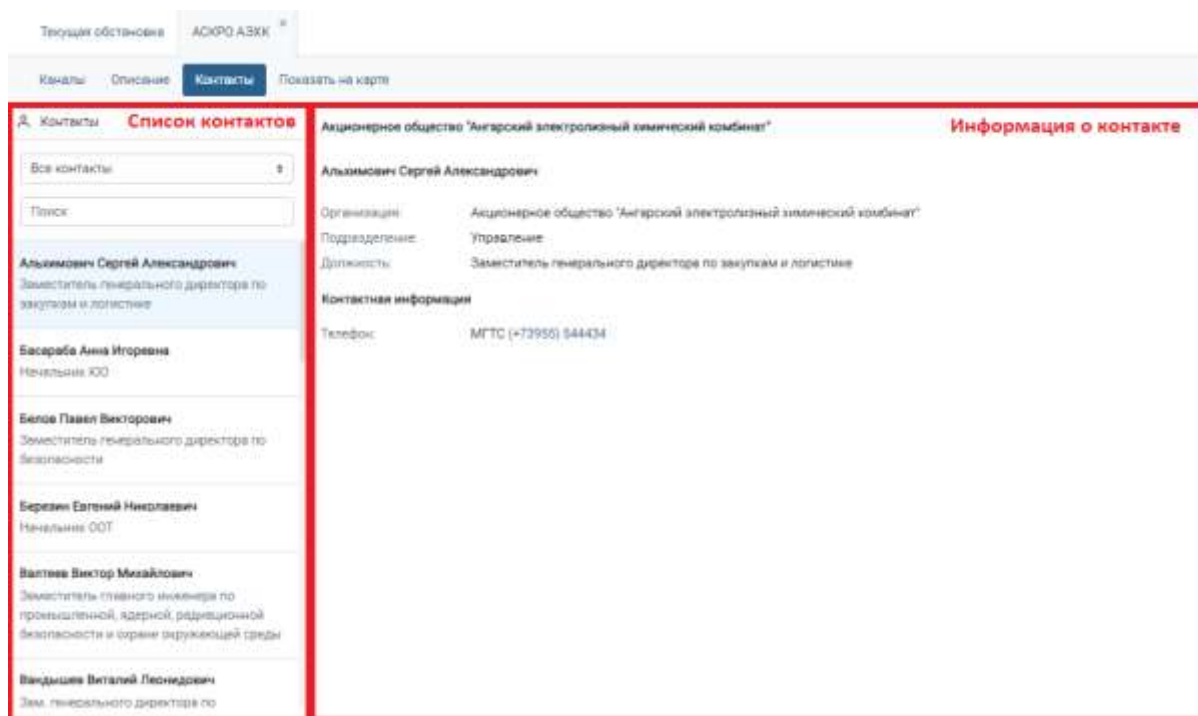 Текущая обстановка АСКРО АЭХК ×
Каналы Описание Контакты Показать на карте
Контакты Список контактов
Все контакты
Поиск
Альхимович Сергей Александрович
Заместитель генерального директора по
закупкам и логистике
Басараба Анна Игоревна
Начальник ЮО
Белов Павел Викторович
Заместитель генерального директора по
безопасности
Березин Евгений Николаевич
Начальник ООТ
Валтеев Виктор Михайлович
Заместитель главного инженера по
промышленной, ядерной, радиационной
безопасности и охране окружающей среды
Вандышев Виталий Леонидович
Зам. генерального директора по
Акционерное общество "Ангарский электролизный химический комбинат" Информация о контакте
Альхимович Сергей Александрович
Организация: Акционерное общество "Ангарский электролизный химический комбинат"
Подразделение: Управление
Должность: Заместитель генерального директора по закупкам и логистике
Контактная информация
Телефон: МГТС (+73955) 544434